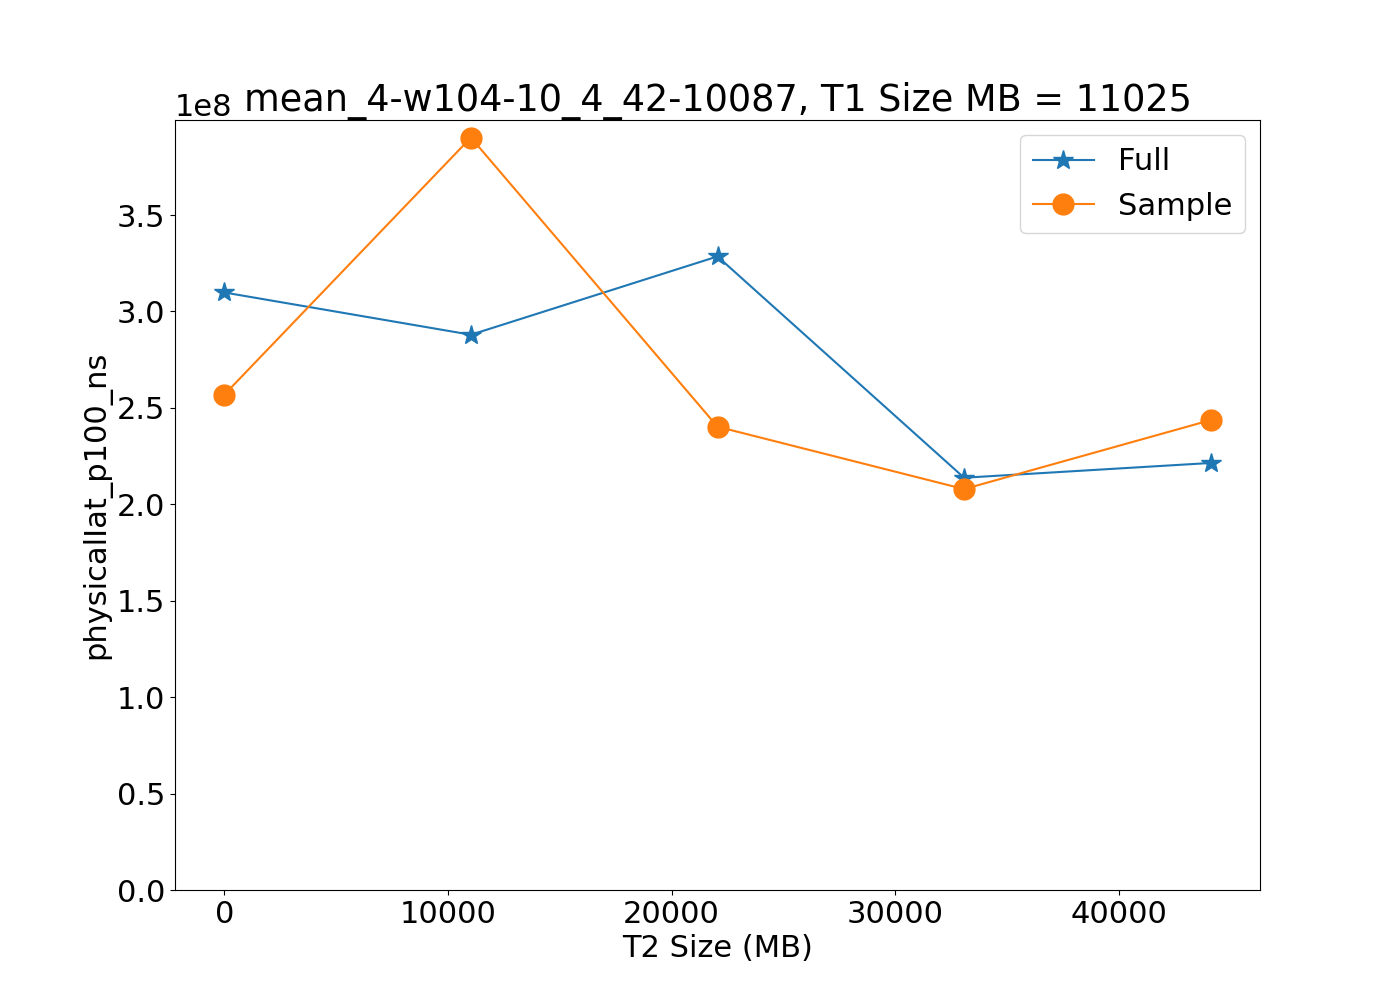 1e8 mean_4-w104-10_4_42-10087, T1 Size MB = 11025
Full
Sample
physicallat_p100_ns
3.5
3.0
2.5
2.0
1.5
1.0
0.5
0.0
0 10000 20000 30000 40000
T2 Size (MB)